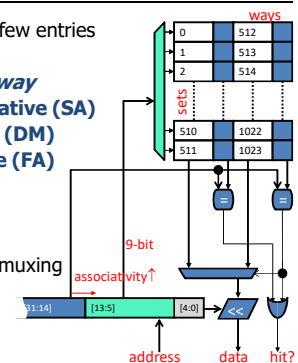 few entries
way
ative (SA)
(DM)
e (FA)
muxing
ways
sets
0 512
1 513
2 514
510 1022
511 1023
= =
9-bit
associativity↑
[31:14] [13:5] [4:0] <<
address data hit?